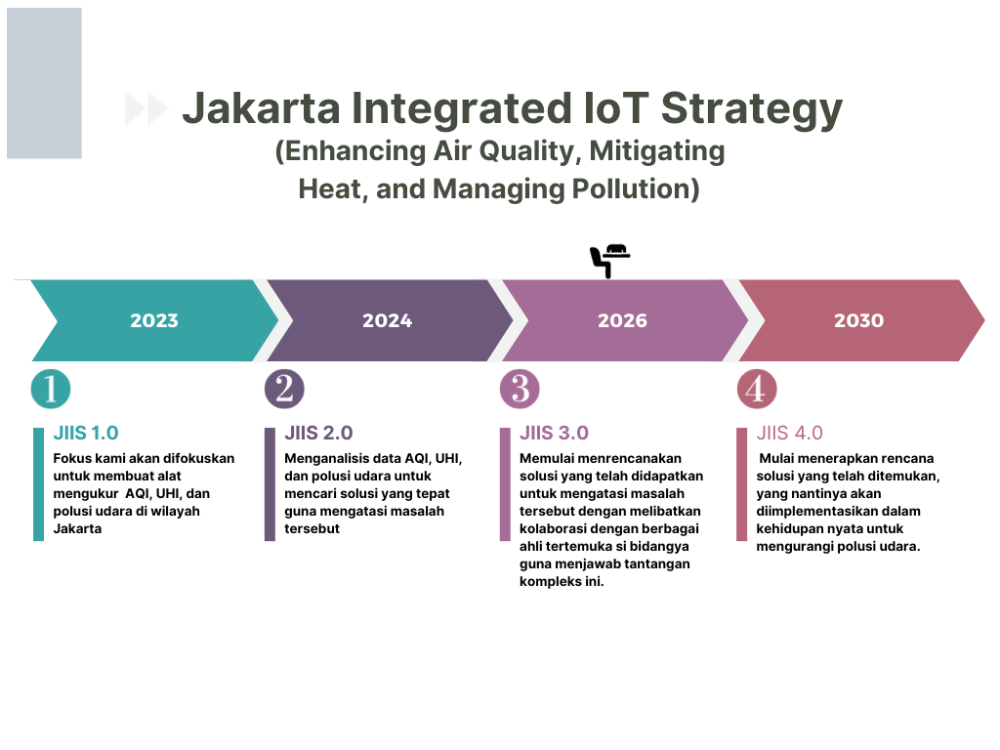 Jakarta Integrated IoT Strategy
(Enhancing Air Quality, Mitigating
Heat, and Managing Pollution)
2023
2024
2026
2030
1
2
3
4
JIIS 1.0
Fokus kami akan difokuskan
untuk membuat alat
mengukur AQI, UHI, dan
polusi udara di wilayah
Jakarta
JIIS 2.0
Menganalisis data AQI, UHI,
dan polusi udara untuk
mencari solusi yang tepat
guna mengatasi masalah
tersebut
JIIS 3.0
Memulai menrencanakan
solusi yang telah didapatkan
untuk mengatasi masalah
tersebut dengan melibatkan
kolaborasi dengan berbagai
ahli tertemuka si bidangya
guna menjawab tantangan
kompleks ini.
JIIS 4.0
Mulai menerapkan rencana
solusi yang telah ditemukan,
yang nantinya akan
diimplementasikan dalam
kehidupan nyata untuk
mengurangi polusi udara.